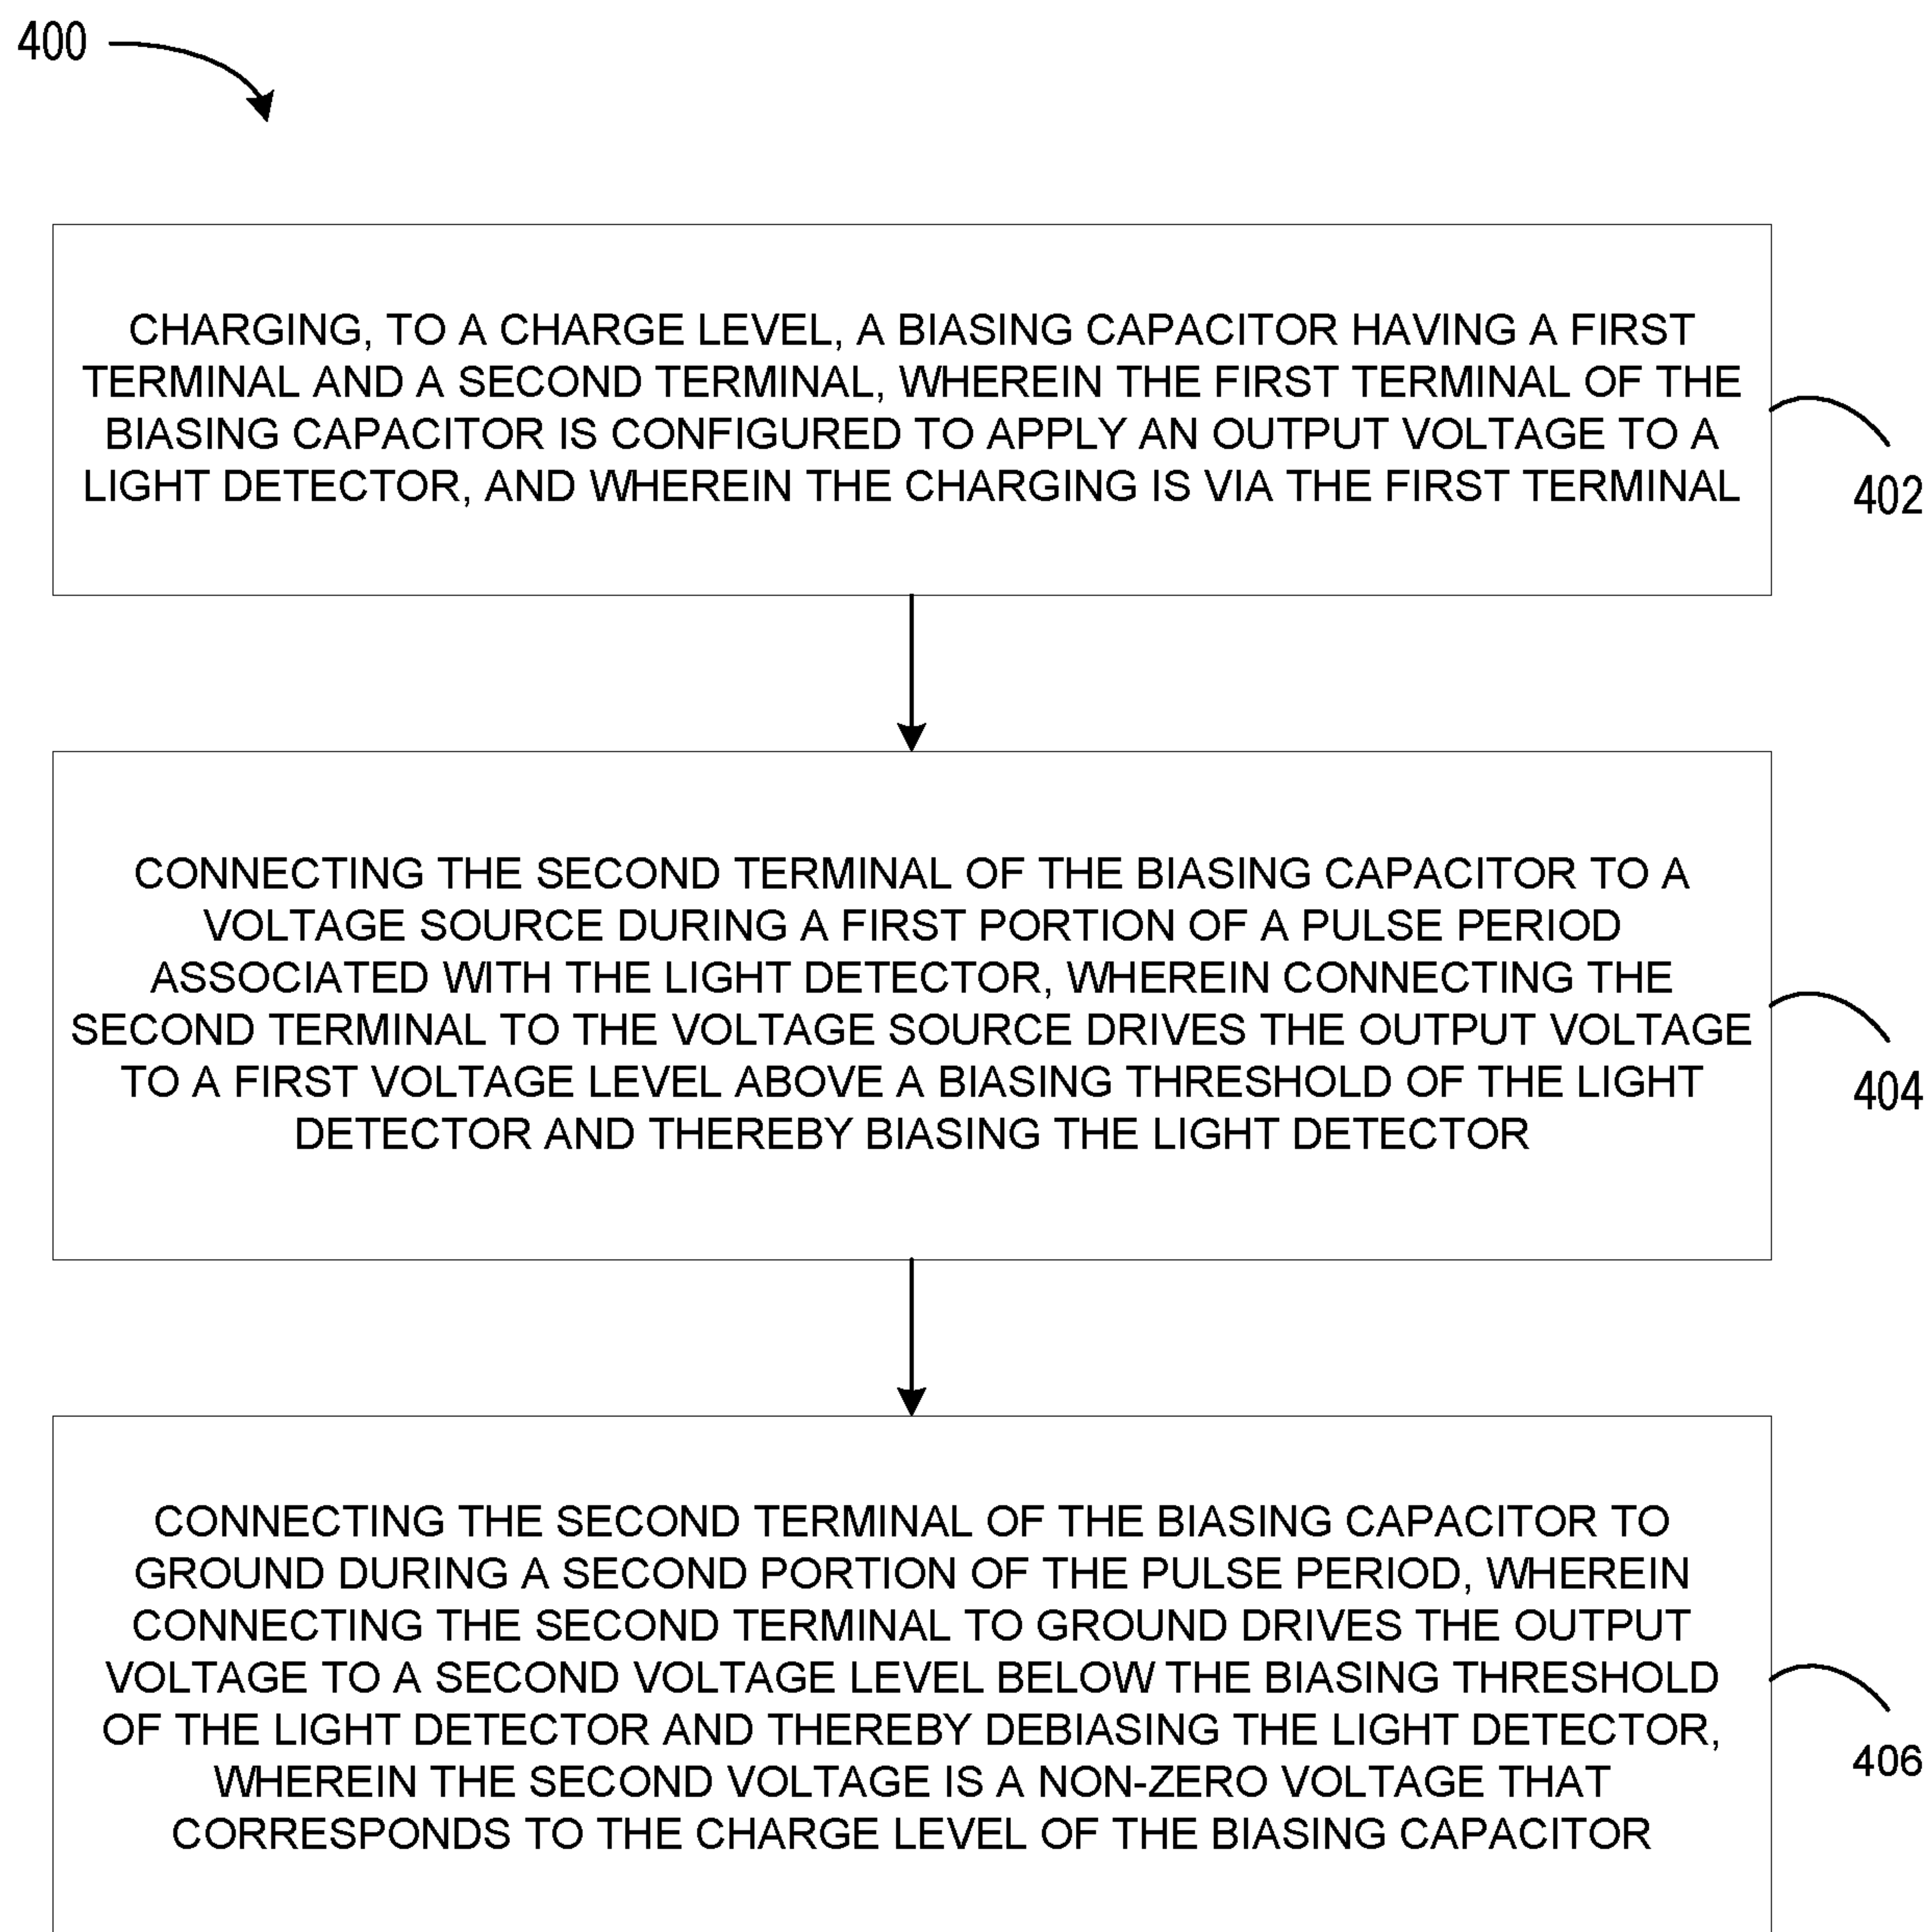 400
CHARGING, TO A CHARGE LEVEL, A BIASING CAPACITOR HAVING A FIRST
TERMINAL AND A SECOND TERMINAL, WHEREIN THE FIRST TERMINAL OF THE
BIASING CAPACITOR IS CONFIGURED TO APPLY AN OUTPUT VOLTAGE TO A
LIGHT DETECTOR, AND WHEREIN THE CHARGING IS VIA THE FIRST TERMINAL
402
CONNECTING THE SECOND TERMINAL OF THE BIASING CAPACITOR TO A
VOLTAGE SOURCE DURING A FIRST PORTION OF A PULSE PERIOD
ASSOCIATED WITH THE LIGHT DETECTOR, WHEREIN CONNECTING THE
SECOND TERMINAL TO THE VOLTAGE SOURCE DRIVES THE OUTPUT VOLTAGE
TO A FIRST VOLTAGE LEVEL ABOVE A BIASING THRESHOLD OF THE LIGHT
DETECTOR AND THEREBY BIASING THE LIGHT DETECTOR
404
CONNECTING THE SECOND TERMINAL OF THE BIASING CAPACITOR TO
GROUND DURING A SECOND PORTION OF THE PULSE PERIOD, WHEREIN
CONNECTING THE SECOND TERMINAL TO GROUND DRIVES THE OUTPUT
VOLTAGE TO A SECOND VOLTAGE LEVEL BELOW THE BIASING THRESHOLD
OF THE LIGHT DETECTOR AND THEREBY DEBIASING THE LIGHT DETECTOR,
WHEREIN THE SECOND VOLTAGE IS A NON-ZERO VOLTAGE THAT
CORRESPONDS TO THE CHARGE LEVEL OF THE BIASING CAPACITOR
406